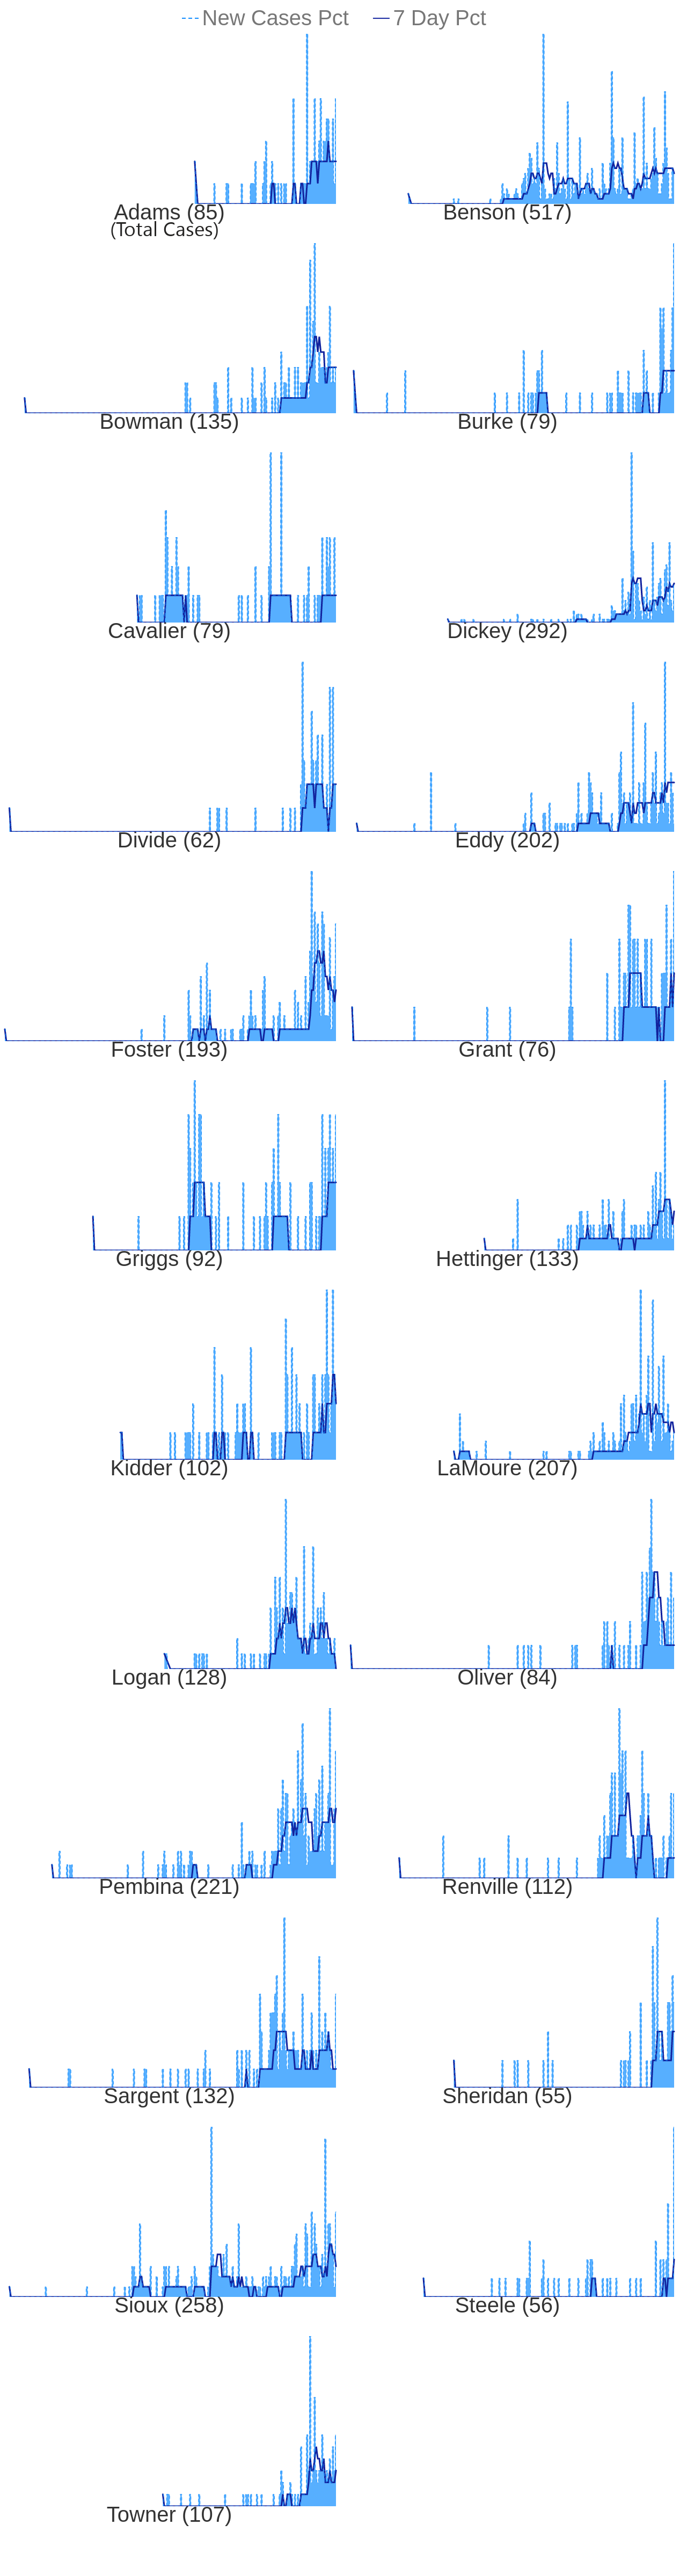 New Cases Pct 7 Day Pct
Adams (85) Benson (517)
(Total Cases)
Bowman (135) Burke (79)
Cavalier (79) Dickey (292)
Divide (62) Eddy (202)
Foster (193) Grant (76)
Griggs (92) Hettinger (133)
Kidder (102) LaMoure (207)
Logan (128) Oliver (84)
Pembina (221) Renville (112)
Sargent (132) Sheridan (55)
Sioux (258) Steele (56)
Towner (107)